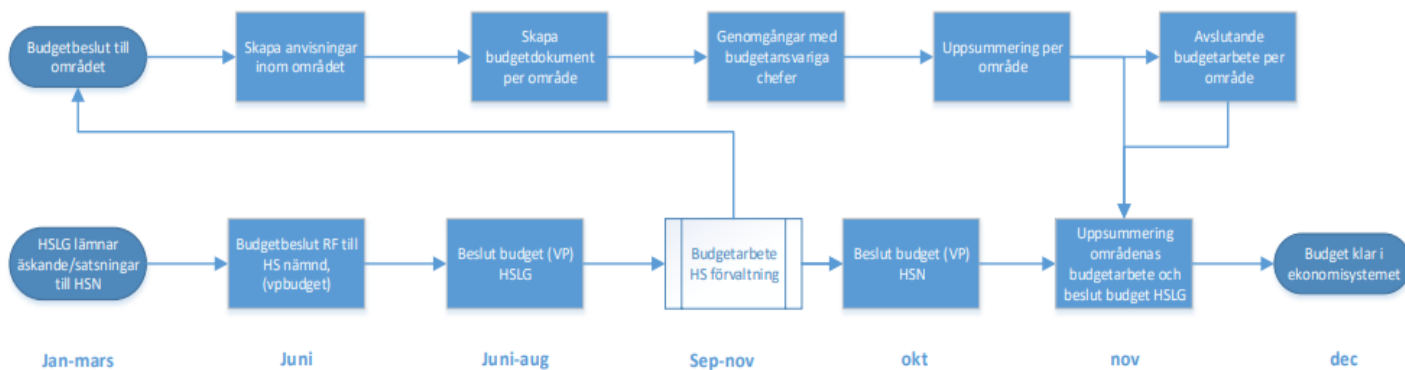 Budgetbeslut till
området
Skapa anvisningar
inom området
Skapa
budgetdokument
per område
Genomgångar med
budgetansvariga
chefer
Uppsummering per
område
Avslutande
budgetarbete per
område
HSLG lämnar
äskande/satsningar
till HSN
Budgetbeslut RF till
HS nämnd,
(vpbudget)
Beslut budget (VP)
HSLG
Budgetarbete
HS förvaltning
Beslut budget (VP)
HSN
Uppsummering
områdenas
budgetarbete och
beslut budget HSLG
Budget klar i
ekonomisystemet
Jan-mars
Juni
Juni-aug
Sep-nov
okt
nov
dec